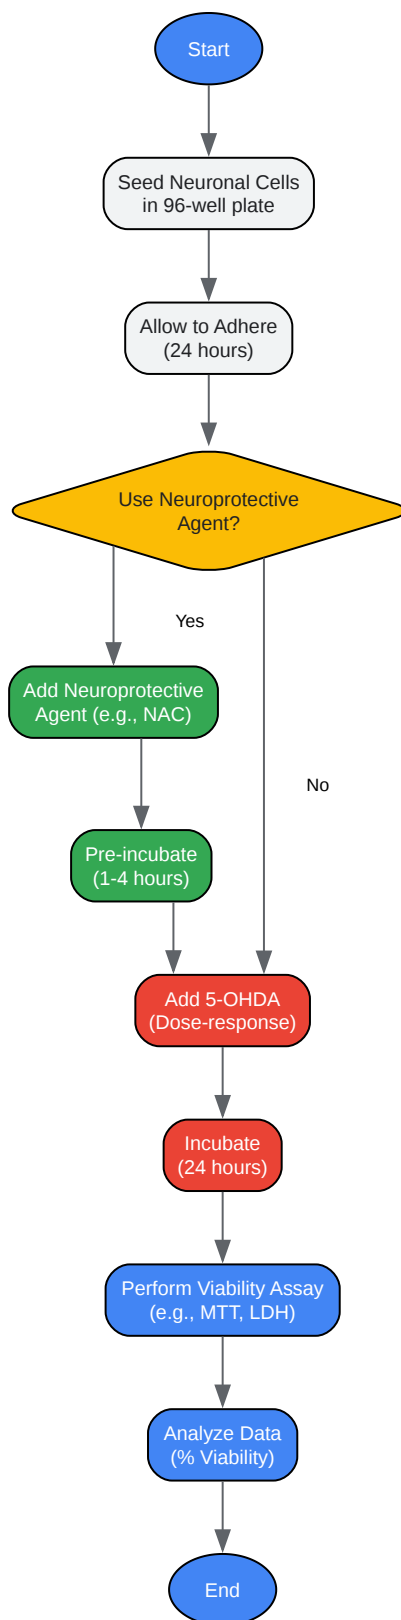 Start
Seed Neuronal Cells
in 96-well plate
Allow to Adhere
(24 hours)
Use Neuroprotective
Agent?
Yes
Add Neuroprotective
Agent (e.g., NAC)
No
Pre-incubate
(1-4 hours)
Add 5-OHDA
(Dose-response)
Incubate
(24 hours)
Perform Viability Assay
(e.g., MTT, LDH)
Analyze Data
(% Viability)
End